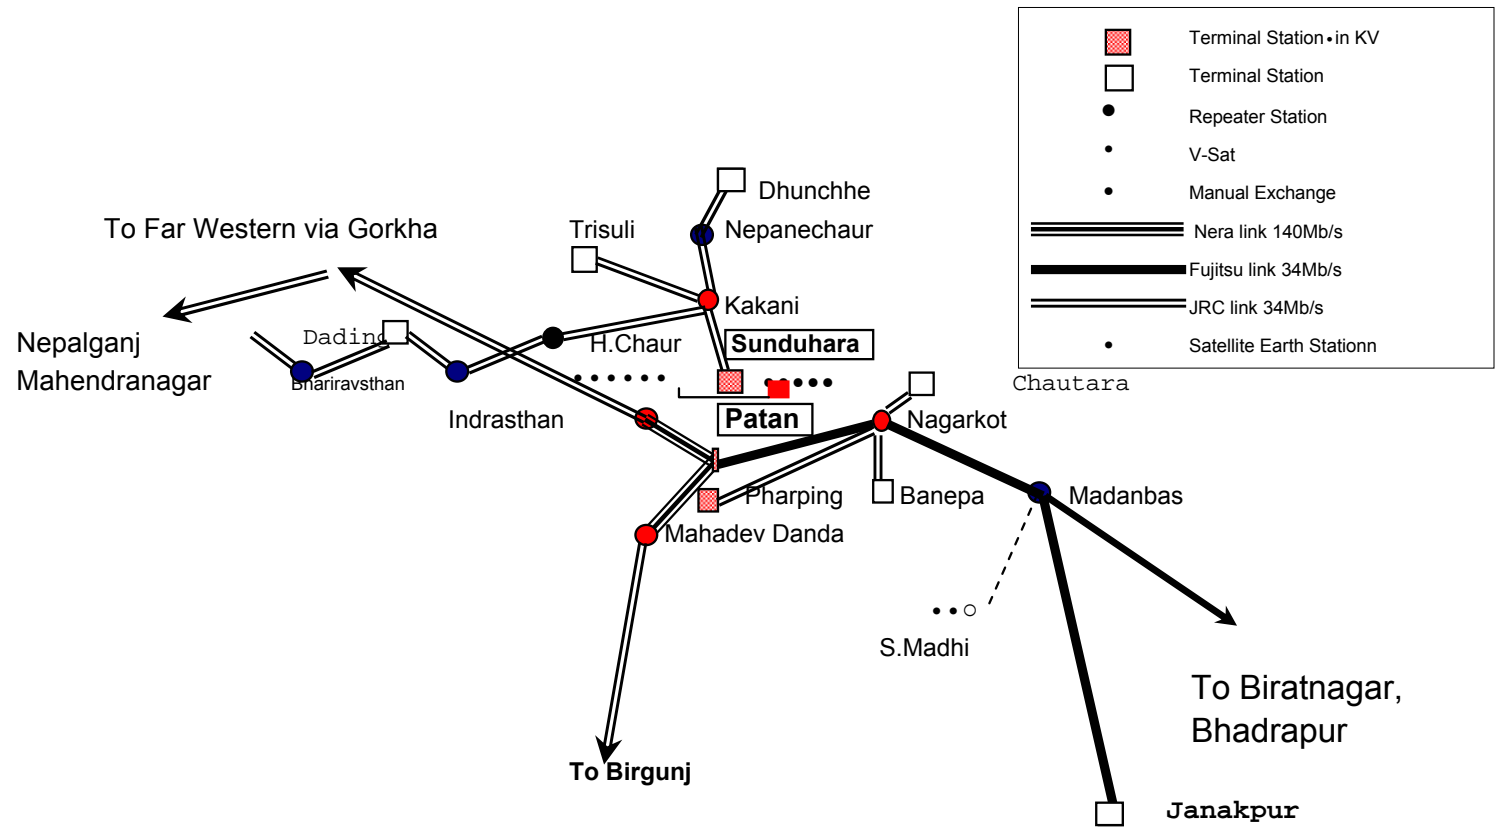 Terminal Station • in KV
Terminal Station
Repeater Station
V-Sat
Manual Exchange
Nera link 140Mb/s
Fujitsu link 34Mb/s
JRC link 34Mb/s
Satellite Earth Stationn
Dhunchhe
To Far Western via Gorkha
Trisuli
Nepanechaur
Kakani
Nepalganj
Mahendranagar
Dading
H.Chaur
Sunduhara
Bhariravsthan
Chautara
Indrasthan
Patan
Nagarkot
Pharping
Banepa
Madanbas
Mahadev Danda
S.Madhi
To Biratnagar,
Bhadrapur
To Birgunj
Janakpur